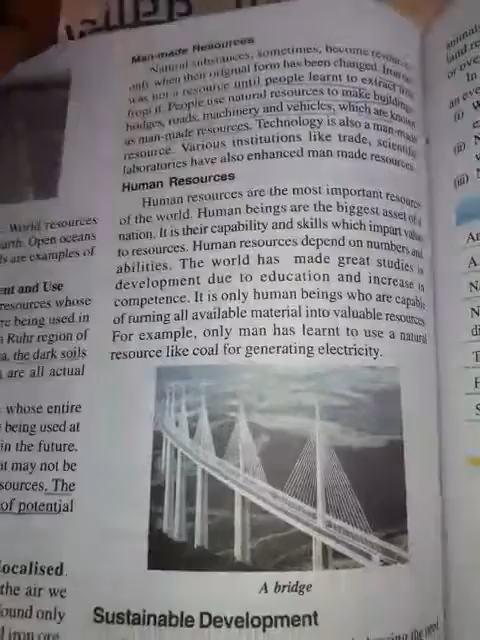 Man-made Resources
Natural substances, sometimes, become
only when their original form has been changed. Iron ore
was not a resource until people learnt to extract iron
from it. People use natural resources to make buildings,
bridges, roads, machinery and vehicles, which are known
as man-made resources. Technology is also a man-made
resource. Various institutions like trade, scientific
laboratories have also enhanced man made resources.
Human Resources
Human resources are the most important resource
of the world. Human beings are the biggest asset of a
nation. It is their capability and skills which impart value
to resources. Human resources depend on numbers and
abilities. The world has made great studies in
development due to education and increase in
competence. It is only human beings who are capable
of turning all available material into valuable resources.
For example, only man has learnt to use a natural
resource like coal for generating electricity.
A bridge
Sustainable Development
World resources
Open oceans
are examples of
and Use
resources whose
being used in
Ruhr region of
the dark soils
are all actual
whose entire
being used at
in the future.
may not be
The
of potential
localised
the air we
found only
iron ore
(i)
(ii)
(iii)